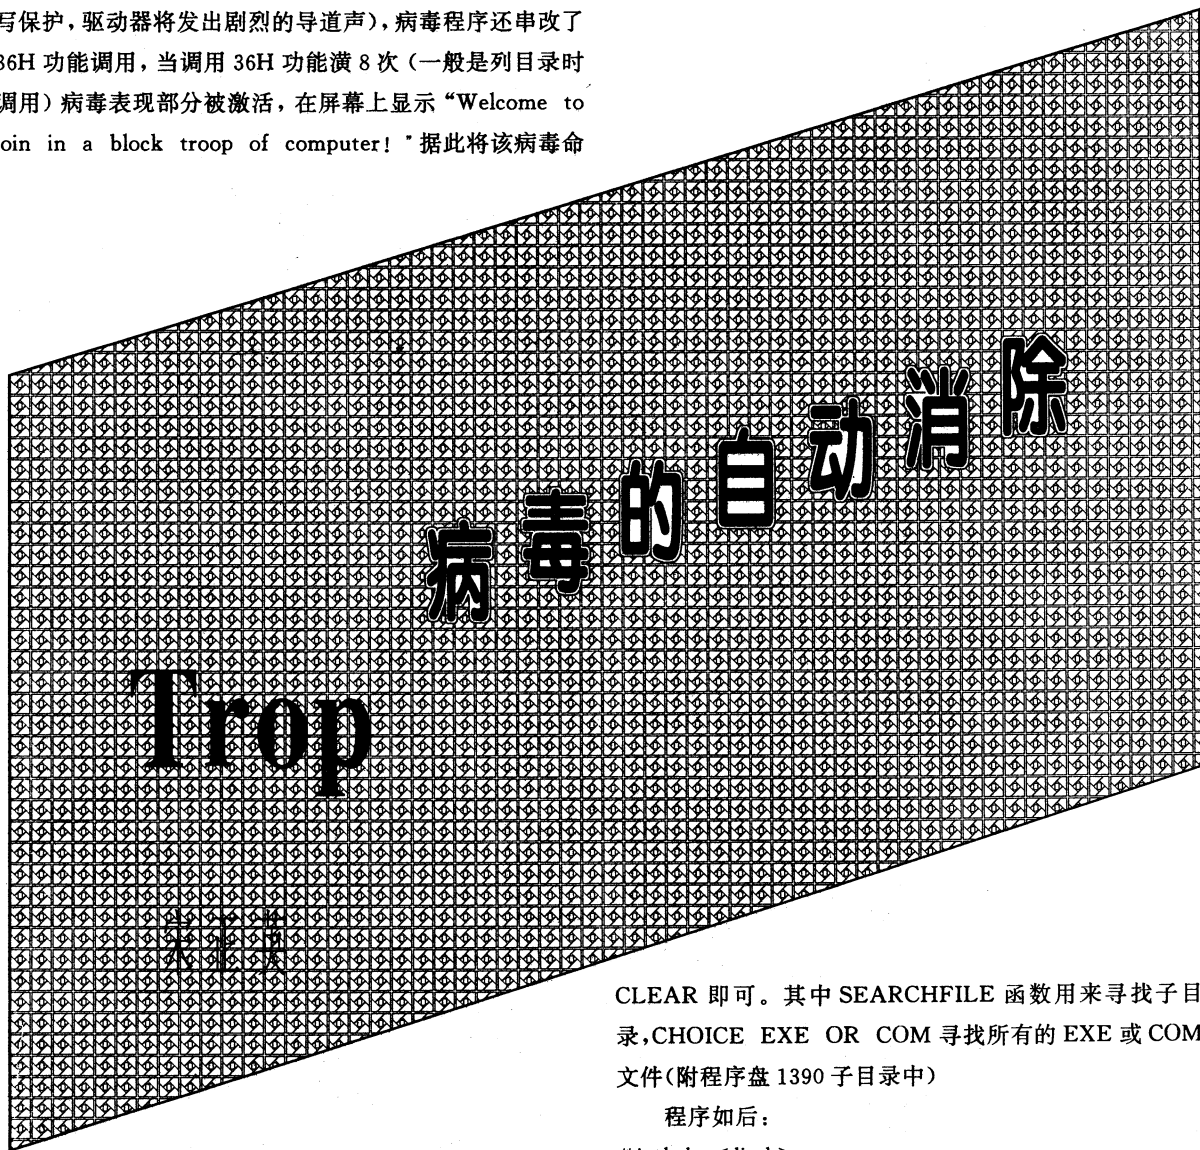 写保护，驱动器将发出剧烈的导道声)，病毒程序还串改了
36H 功能调用，当调用 36H 功能潢 8 次（一般是列目录时
调用）病毒表现部分被激活，在屏幕上显示“Welcome to
oin in a block troop of computer！"据此将该病毒命
Trop
病毒的自动消除
宋
英
CLEAR 即可。其中 SEARCHFILE 函数用来寻找子目
录，CHOICE EXE OR COM 寻找所有的 EXE 或 COM
文件(附程序盘 1390 子目录中)
程序如后：